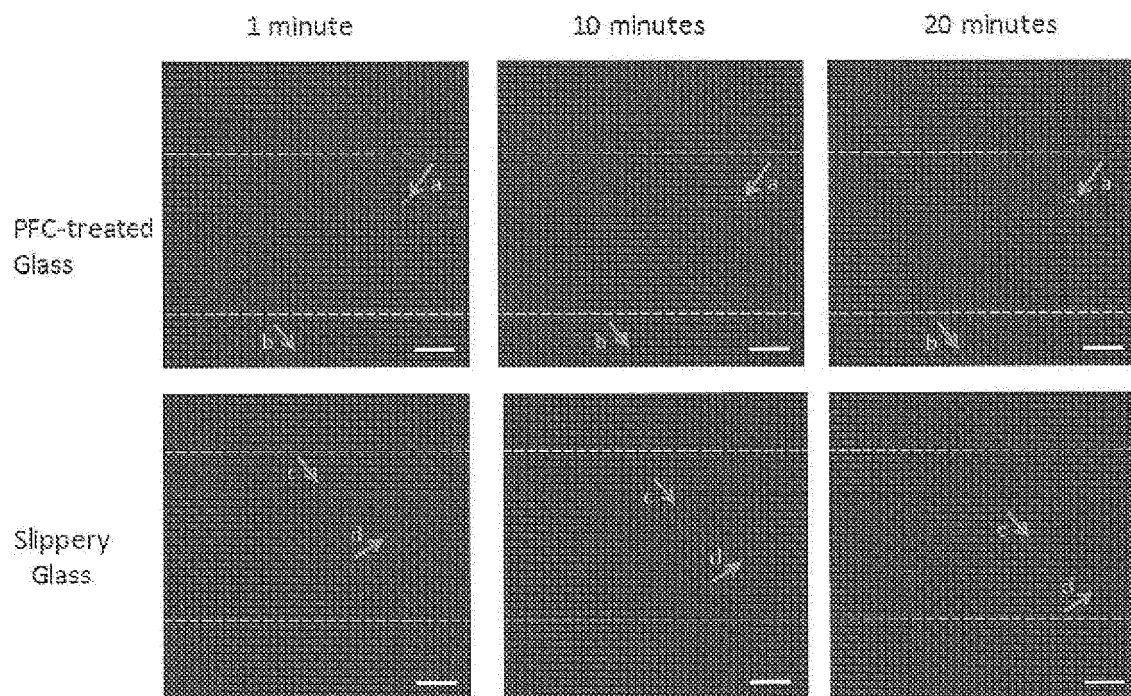 1 minute
10 minutes
20 minutes
PFC-treated
Glass
a
a
b
b
Slippery
Glass
c
c
d